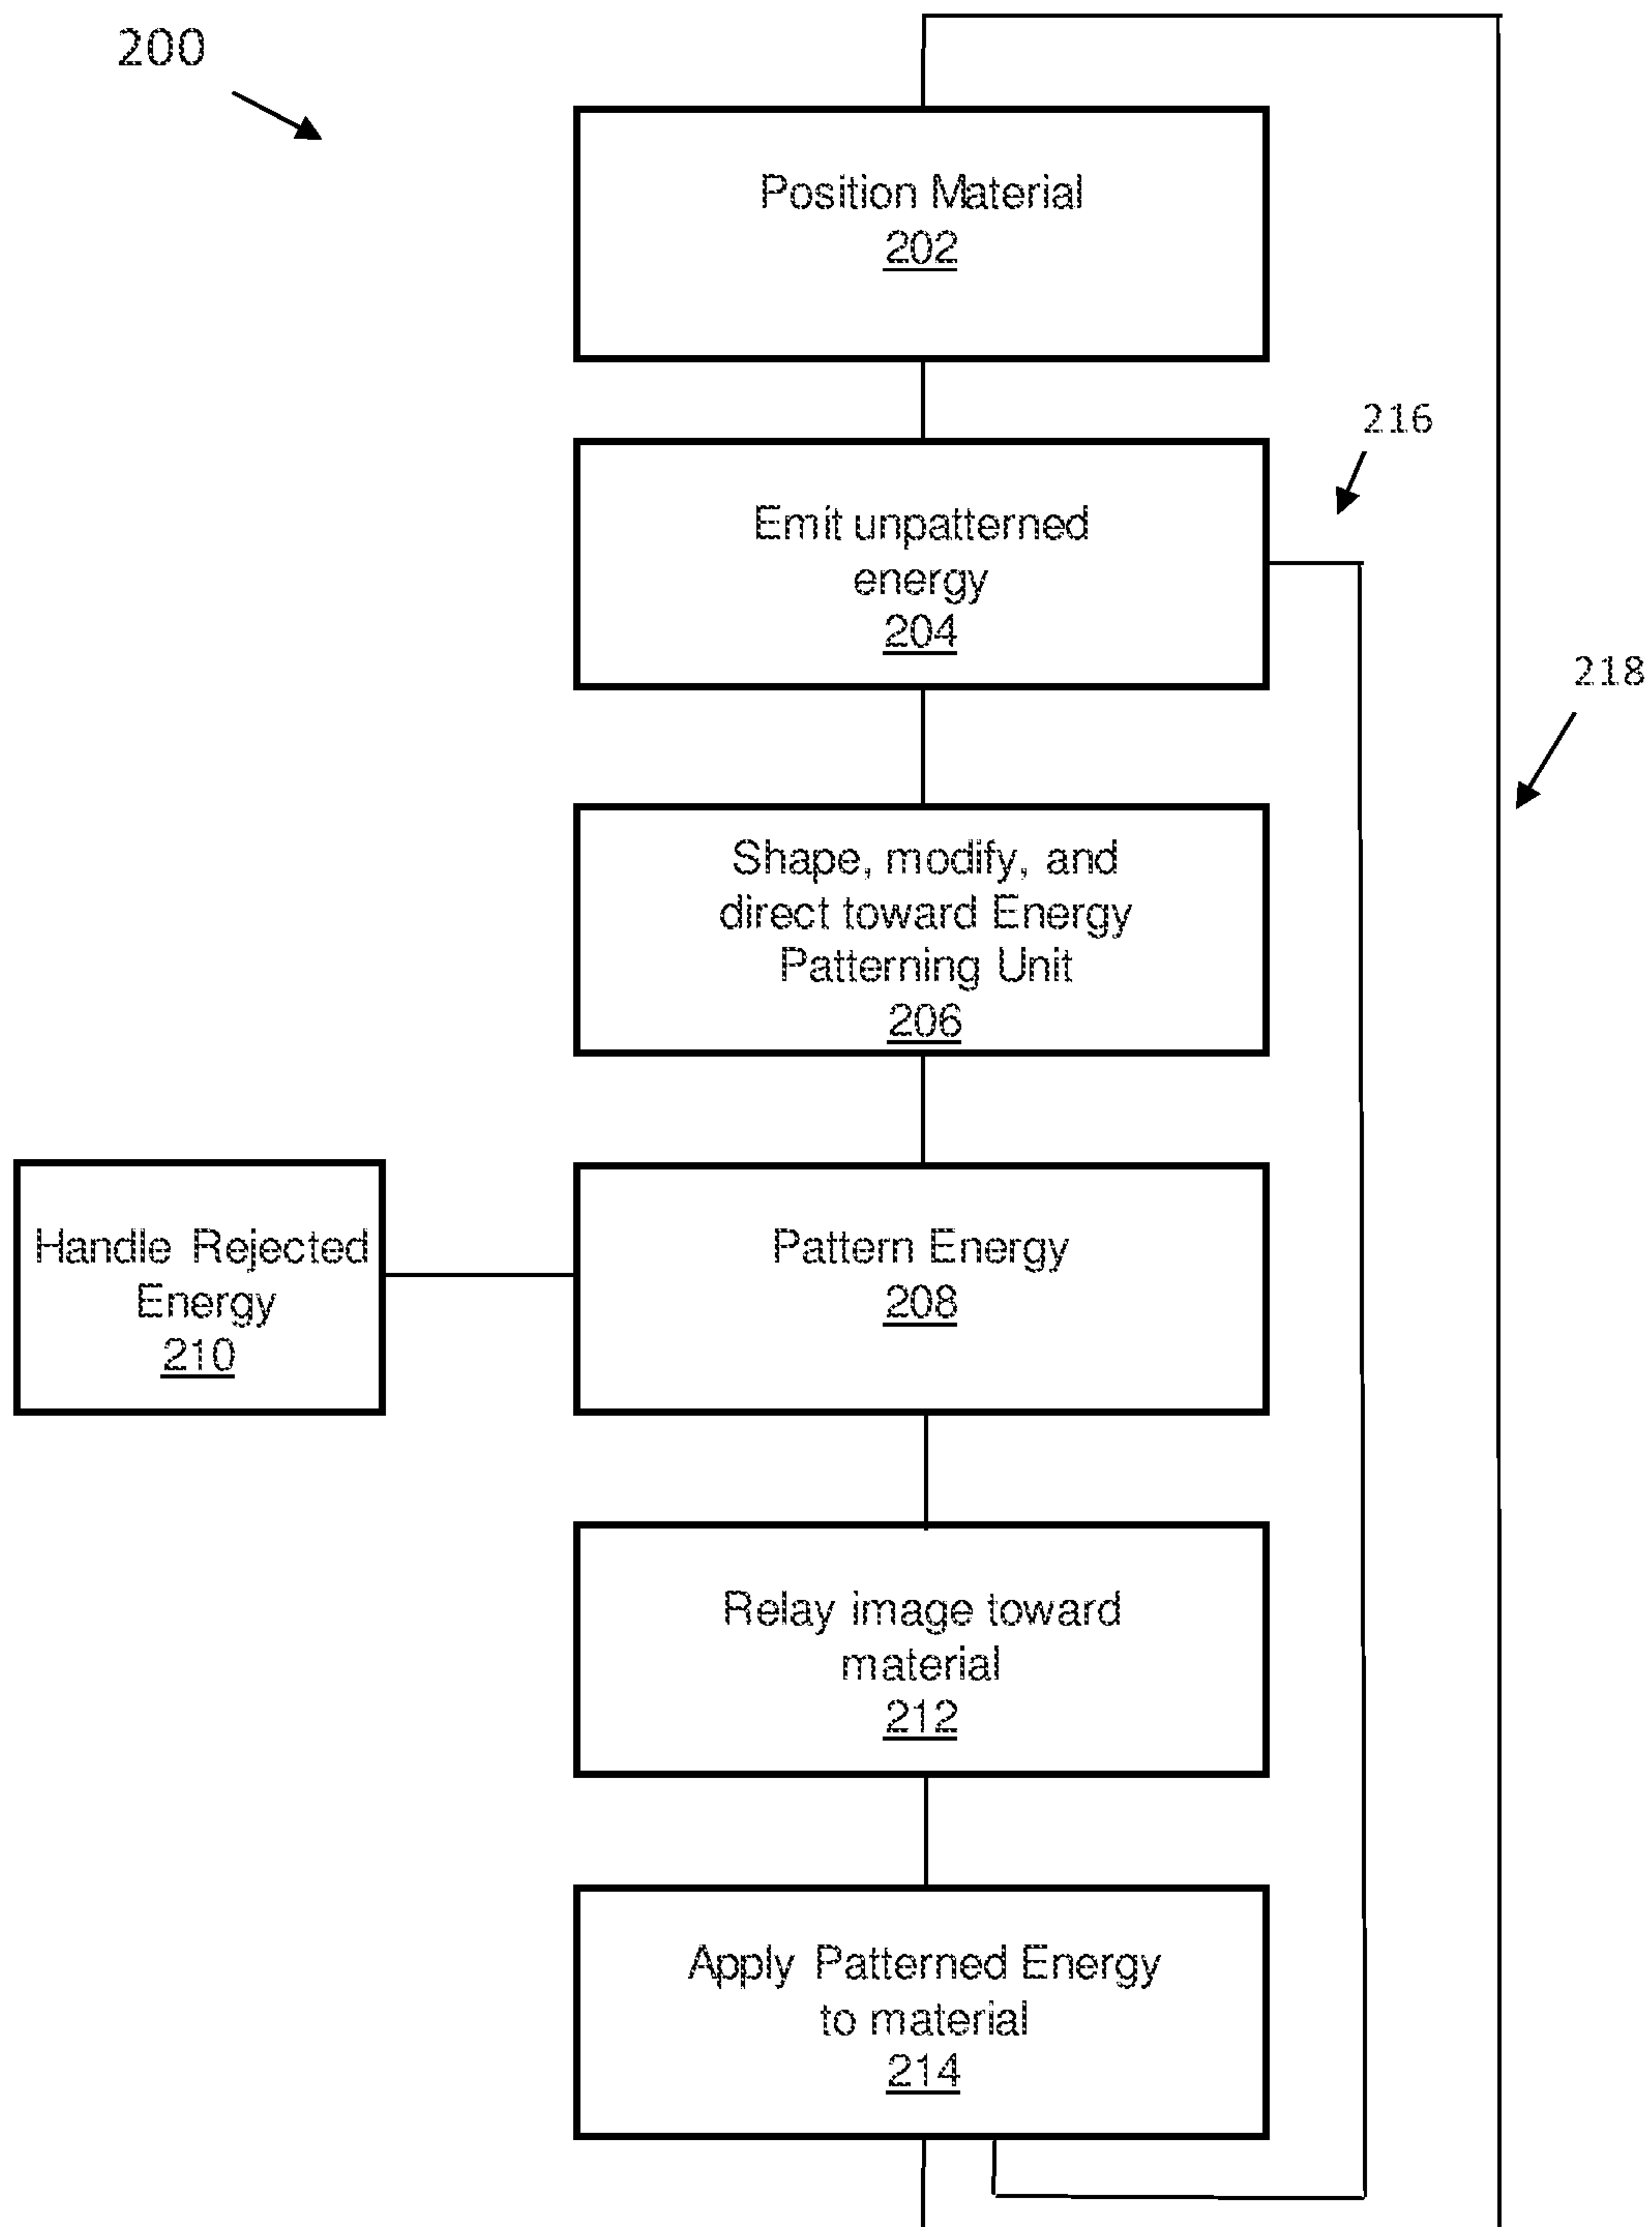 200
Position Material
202
216
Emit unpatterned
energy
204
218
Shape, modify, and
direct toward Energy
Patterning Unit
206
Handle Rejected
Energy
210
Pattern Energy
208
Relay image toward
material
212
Apply Patterned Energy
to material
214